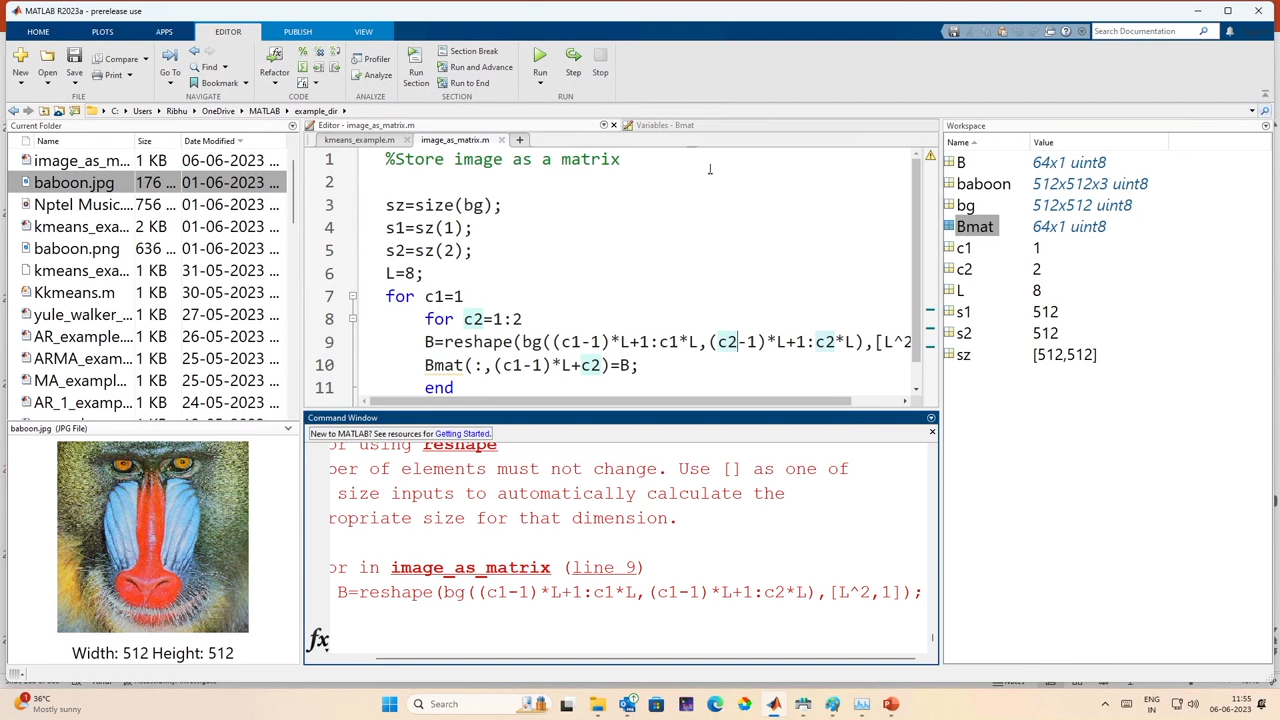 MATLAB R2023a - prerelease use
HOME PLOTS APPS EDITOR PUBLISH VIEW
Search Documentation
New Open Save Compare Print
Go To Find Bookmark
Refactor
Profiler Analyze
Run Section
Section Break
Run and Advance
Run to End
Run Step Stop
FILE NAVIGATE CODE ANALYZE SECTION RUN
C: Users Ribhu OneDrive MATLAB example_dir
Current Folder
Name Size Date Modified
image_as_m... 1 KB 06-06-2023 ...
baboon.jpg 176 ... 01-06-2023 ...
Nptel Music.... 756 ... 01-06-2023 ...
kmeans_exa... 2 KB 01-06-2023 ...
baboon.png 636 ... 01-06-2023 ...
kmeans_exa... 1 KB 31-05-2023 ...
Kkmeans.m 1 KB 30-05-2023 ...
yule_walker_... 1 KB 27-05-2023 ...
AR_example... 1 KB 25-05-2023 ...
ARMA_exam... 1 KB 25-05-2023 ...
MA_exampl... 1 KB 25-05-2023 ...
AR_1_examp... 1 KB 24-05-2023 ...
baboon.jpg (JPG File)
Width: 512 Height: 512
Editor - image_as_matrix.m
Variables - Bmat
kmeans_example.m image_as_matrix.m
1 %Store image as a matrix
2
3 sz=size(bg);
4 s1=sz(1);
5 s2=sz(2);
6 L=8;
7 for c1=1
8 for c2=1:2
9 B=reshape(bg((c1-1)*L+1:c1*L,(c2-1)*L+1:c2*L),[L^2
10 Bmat(:,(c1-1)*L+c2)=B;
11 end
Command Window
New to MATLAB? See resources for Getting Started.
or using reshape
ber of elements must not change. Use [] as one of
size inputs to automatically calculate the
ropriate size for that dimension.
or in image_as_matrix (line 9)
B=reshape(bg((c1-1)*L+1:c1*L,(c1-1)*L+1:c2*L),[L^2,1]);
fx
Workspace
Name Value
B 64x1 uint8
baboon 512x512x3 uint8
bg 512x512 uint8
Bmat 64x1 uint8
c1 1
c2 2
L 8
s1 512
s2 512
sz [512,512]
36°C
Mostly sunny
Search
ENG
IN
11:55
06-06-2023